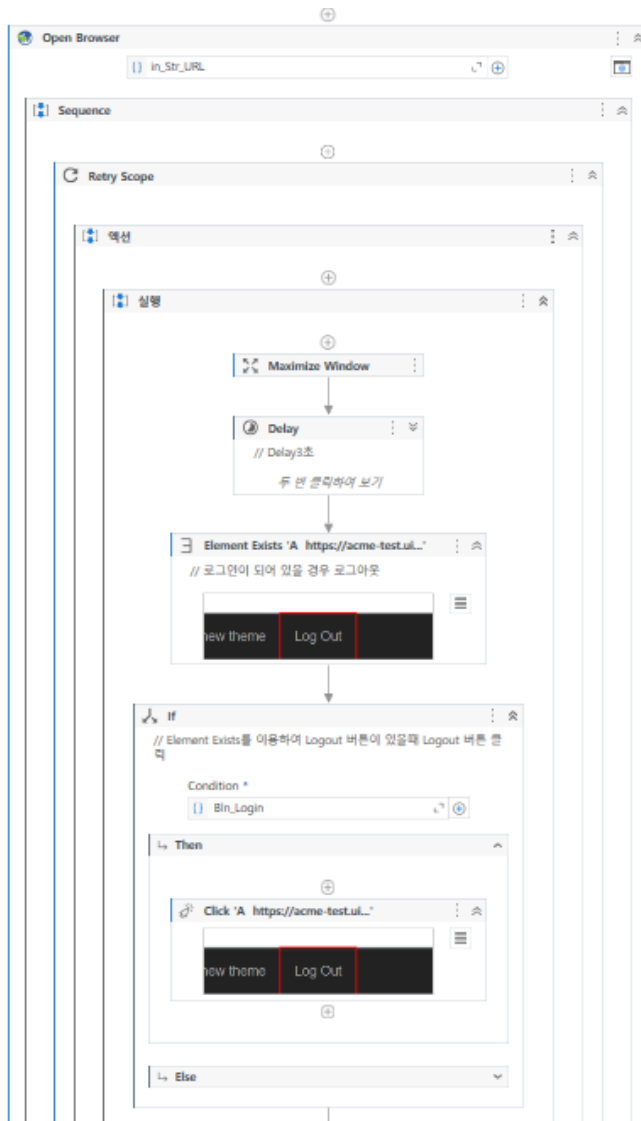 Open Browser
in_Str_URL
Sequence
Retry Scope
액션
실행
Maximize Window
Delay
// Delay3초
두 번 클릭하여 보기
Element Exists 'A https://acme-test.ui...'
// 로그인이 되어 있을 경우 로그아웃
new theme Log Out
If
// Element Exists를 이용하여 Logout 버튼이 있을때 Logout 버튼 클
릭
Condition *
Bln_Login
Then
Click 'A https://acme-test.ui...'
new theme Log Out
Else